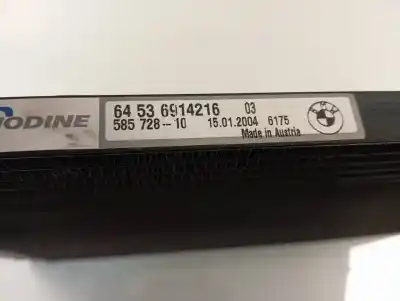 ODINE
64 53 6914216 03
585 728-10 15.01.2004 6175
Made in Austria
BMW